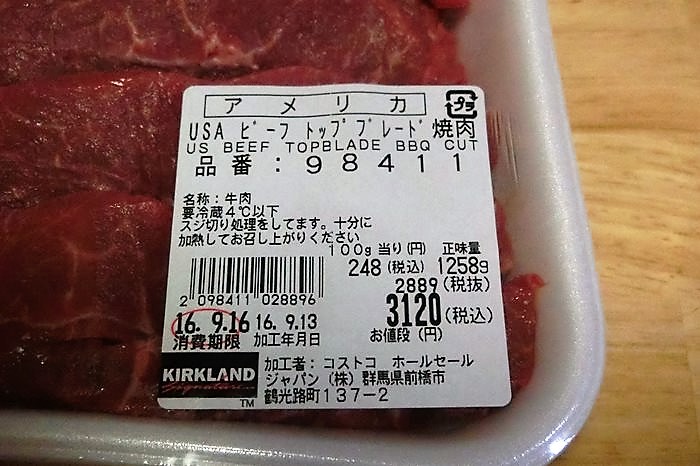 アメリカ
プラ
USA ﾋﾞｰﾌ ﾄｯﾌﾟﾌﾞﾚｰﾄﾞ焼肉
US BEEF TOPBLADE BBQ CUT
品番:98411
名称:牛肉
要冷蔵4℃以下
スジ切り処理をしてます。十分に
加熱してお召し上がりください
100g当り(円) 正味量
248(税込) 1258g
2889(税抜)
2 098411 028896
3120(税込)
16. 9.16 16. 9.13
お値段(円)
消費期限 加工年月日
KIRKLAND
Signature
TM
加工者: コストコ ホールセール
ジャパン(株)群馬県前橋市
鶴光路町137-2